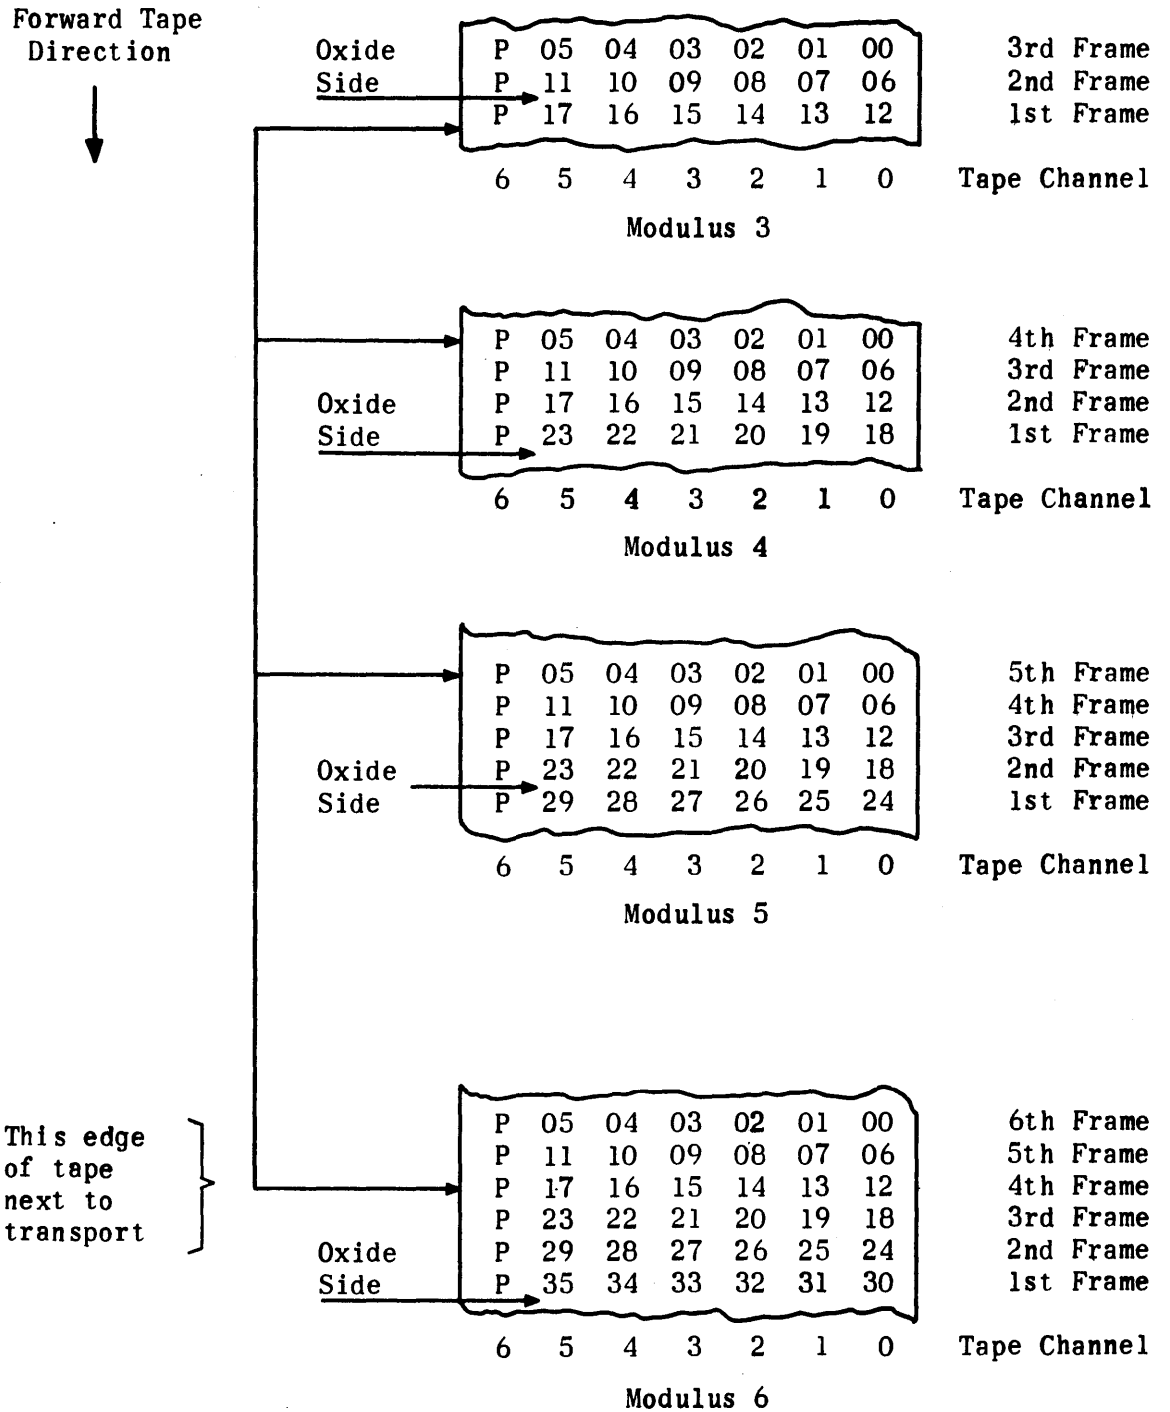 Forward Tape
Direction
Oxide
Side
P 05 04 03 02 01 00 3rd Frame
P 11 10 09 08 07 06 2nd Frame
P 17 16 15 14 13 12 1st Frame
6 5 4 3 2 1 0 Tape Channel
Modulus 3
P 05 04 03 02 01 00 4th Frame
P 11 10 09 08 07 06 3rd Frame
Oxide
Side
P 17 16 15 14 13 12 2nd Frame
P 23 22 21 20 19 18 1st Frame
6 5 4 3 2 1 0 Tape Channel
Modulus 4
P 05 04 03 02 01 00 5th Frame
P 11 10 09 08 07 06 4th Frame
P 17 16 15 14 13 12 3rd Frame
Oxide
Side
P 23 22 21 20 19 18 2nd Frame
P 29 28 27 26 25 24 1st Frame
6 5 4 3 2 1 0 Tape Channel
Modulus 5
This edge
of tape
next to
transport
P 05 04 03 02 01 00 6th Frame
P 11 10 09 08 07 06 5th Frame
P 17 16 15 14 13 12 4th Frame
P 23 22 21 20 19 18 3rd Frame
Oxide
Side
P 29 28 27 26 25 24 2nd Frame
P 35 34 33 32 31 30 1st Frame
6 5 4 3 2 1 0 Tape Channel
Modulus 6